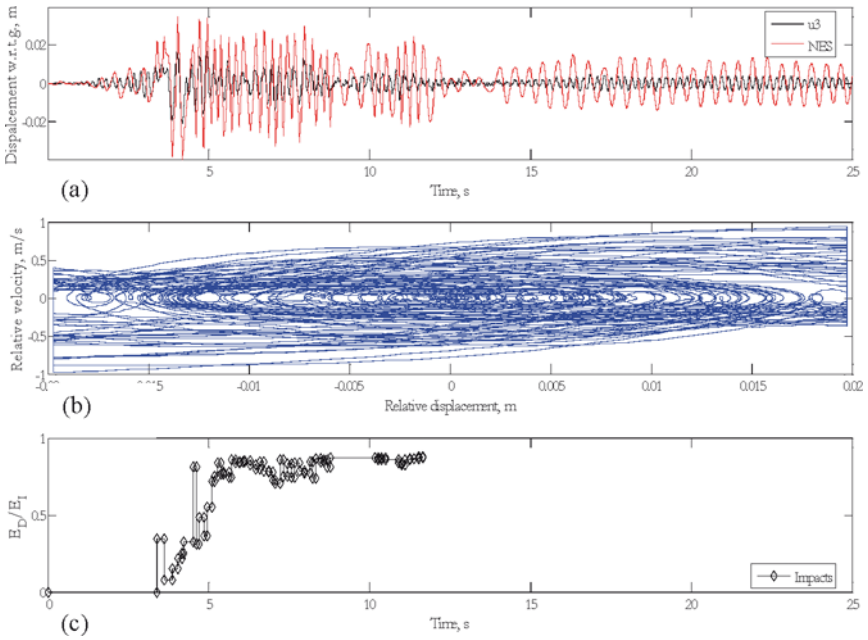 Dispalcement w.r.t.g., m
0.02
0
-0.02
u3
NES
5
10
15
20
25
(a)
Time, s
Relative velocity, m/s
1
0.5
0
-0.5
-1
-0.015
-0.01
-0.005
0
0.005
0.01
0.015
0.02
(b)
Relative displacement, m
E_D/E_I
1
0.5
0
Impacts
0
5
10
15
20
25
(c)
Time, s